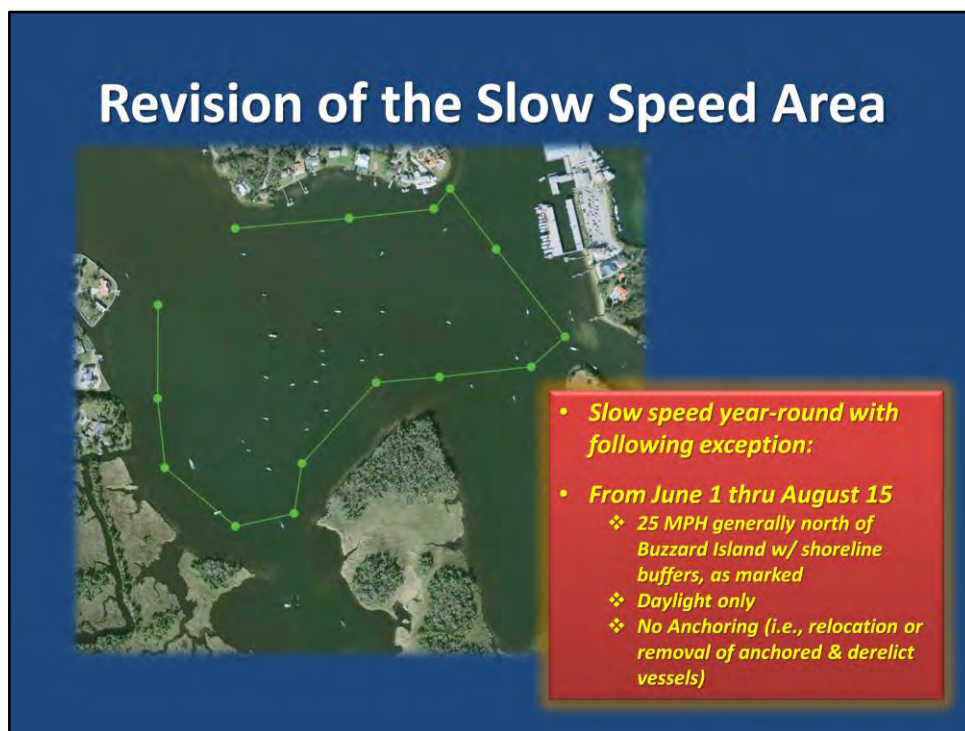 Revision of the Slow Speed Area
• Slow speed year-round with
following exception:
• From June 1 thru August 15
❖ 25 MPH generally north of
Buzzard Island w/ shoreline
buffers, as marked
❖ Daylight only
❖ No Anchoring (i.e., relocation or
removal of anchored & derelict
vessels)